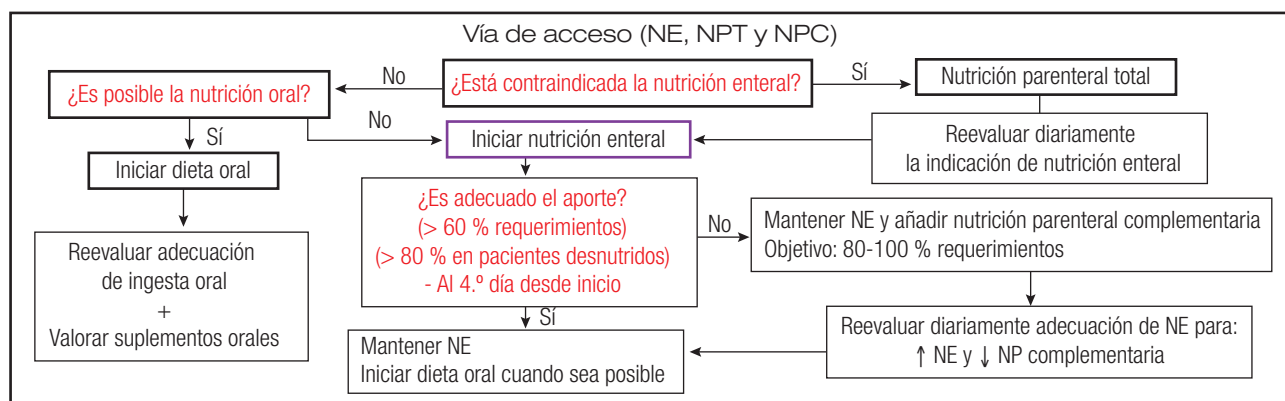 Vía de acceso (NE, NPT y NPC)
¿Es posible la nutrición oral?
No
¿Está contraindicada la nutrición enteral?
Sí
Nutrición parenteral total
Sí
No
Iniciar nutrición enteral
Reevaluar diariamente
la indicación de nutrición enteral
Iniciar dieta oral
¿Es adecuado el aporte?
(> 60 % requerimientos)
(> 80 % en pacientes desnutridos)
- Al 4.º día desde inicio
No
Mantener NE y añadir nutrición parenteral complementaria
Objetivo: 80-100 % requerimientos
Reevaluar adecuación
de ingesta oral
+
Valorar suplementos orales
Sí
Mantener NE
Iniciar dieta oral cuando sea posible
Reevaluar diariamente adecuación de NE para:
↑ NE y ↓ NP complementaria